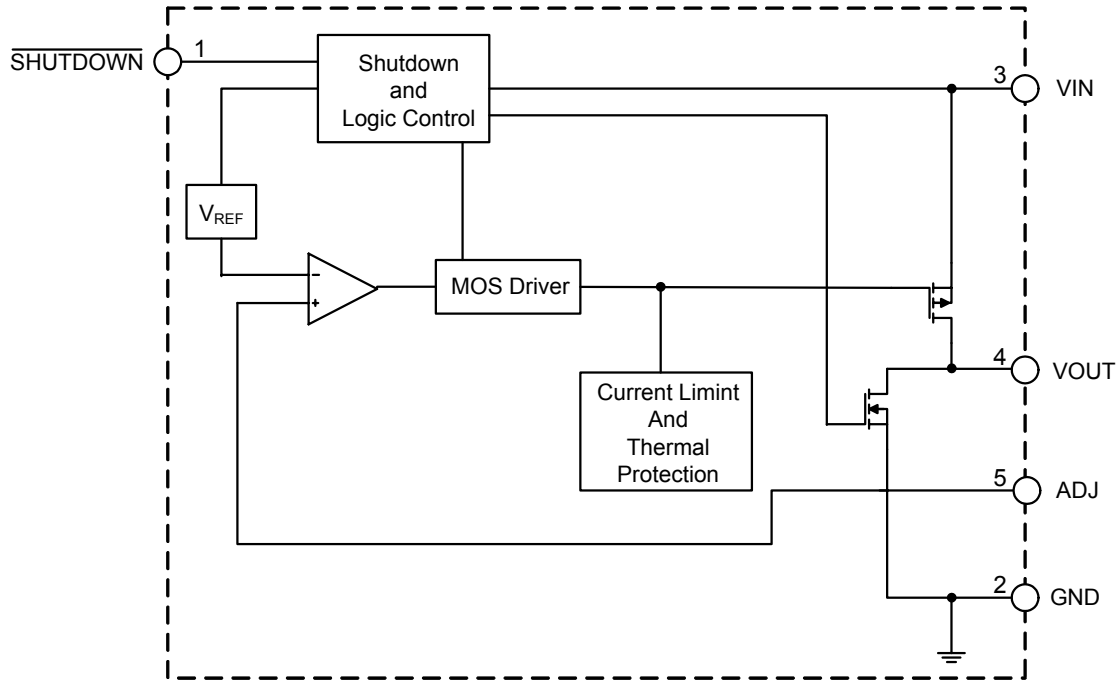 SHUTDOWN
1
Shutdown
and
Logic Control
3
VIN
VREF
-
+
MOS Driver
4
VOUT
Current Limint
And
Thermal
Protection
5
ADJ
2
GND